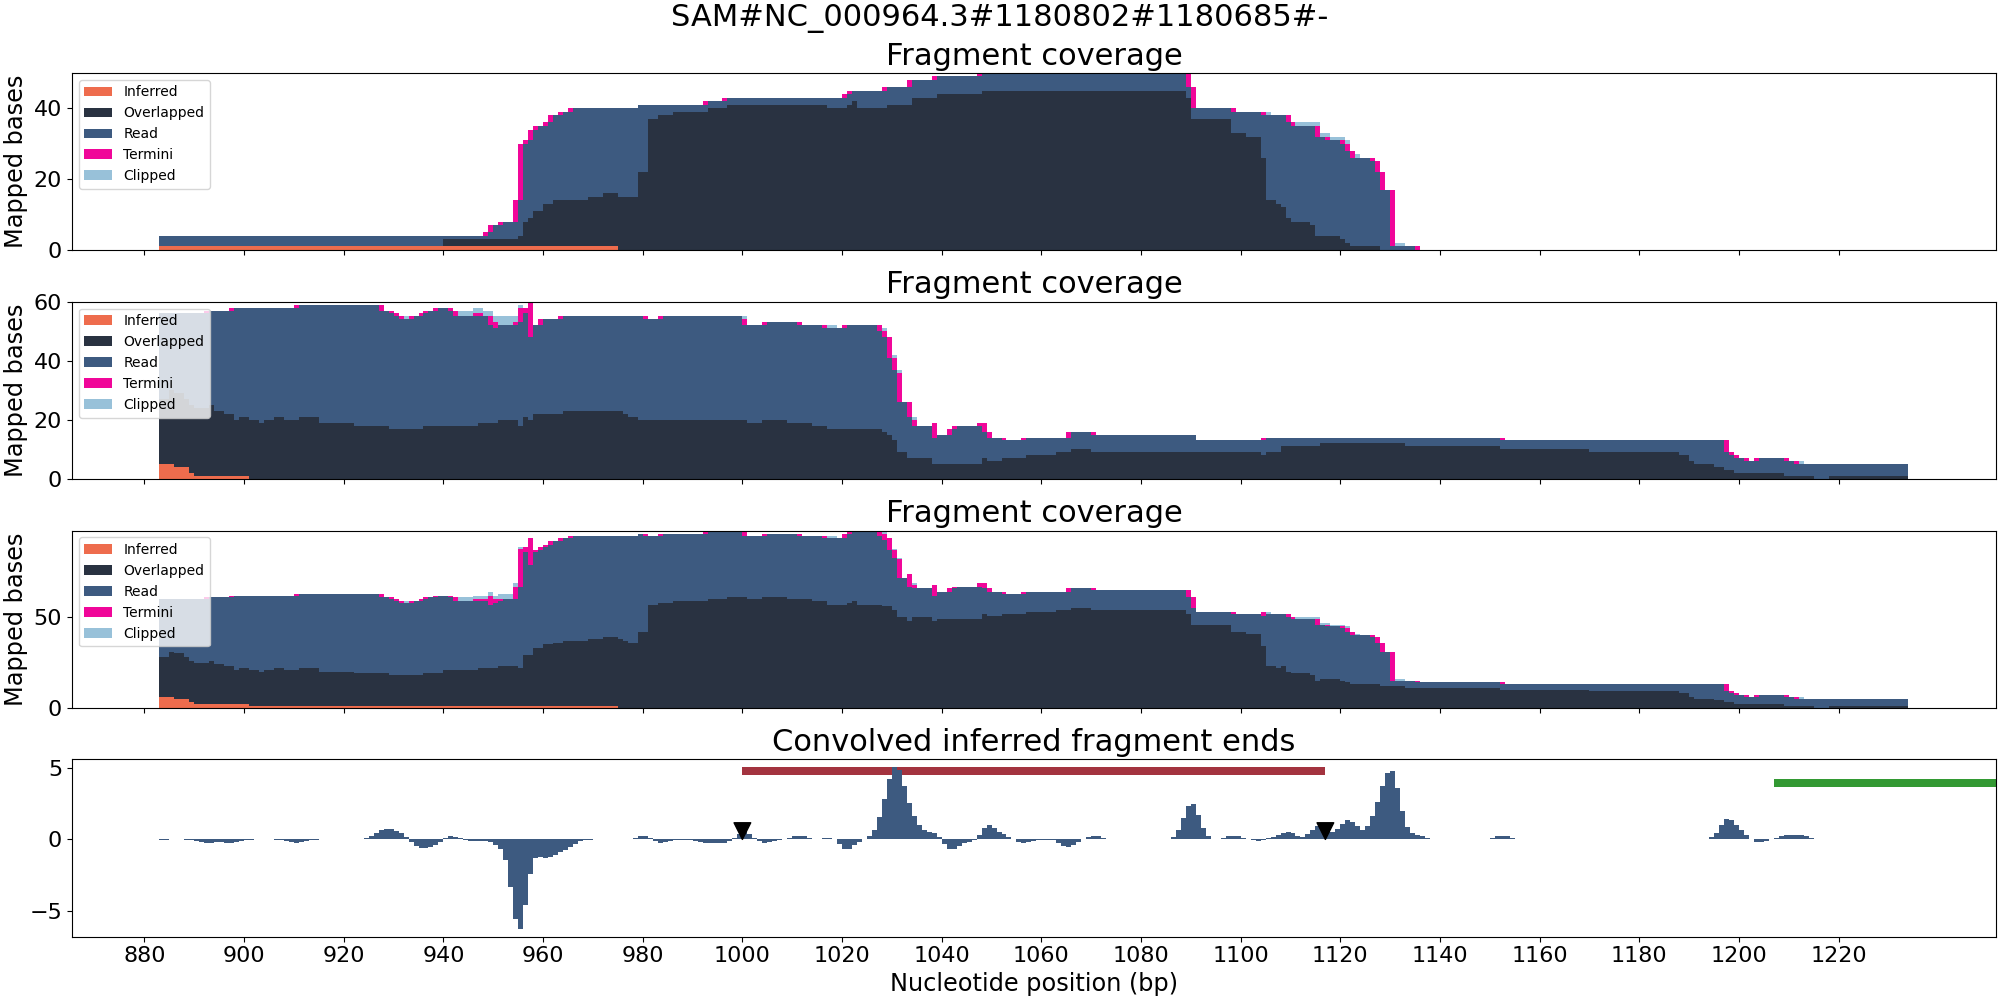 SAM#NC_000964.3#1180802#1180685#-
Fragment coverage
Mapped bases
40
20
0
Inferred
Overlapped
Read
Termini
Clipped
Fragment coverage
Mapped bases
60
40
20
0
Inferred
Overlapped
Read
Termini
Clipped
Fragment coverage
Mapped bases
50
0
Inferred
Overlapped
Read
Termini
Clipped
Convolved inferred fragment ends
5
0
−5
880 900 920 940 960 980 1000 1020 1040 1060 1080 1100 1120 1140 1160 1180 1200 1220
Nucleotide position (bp)